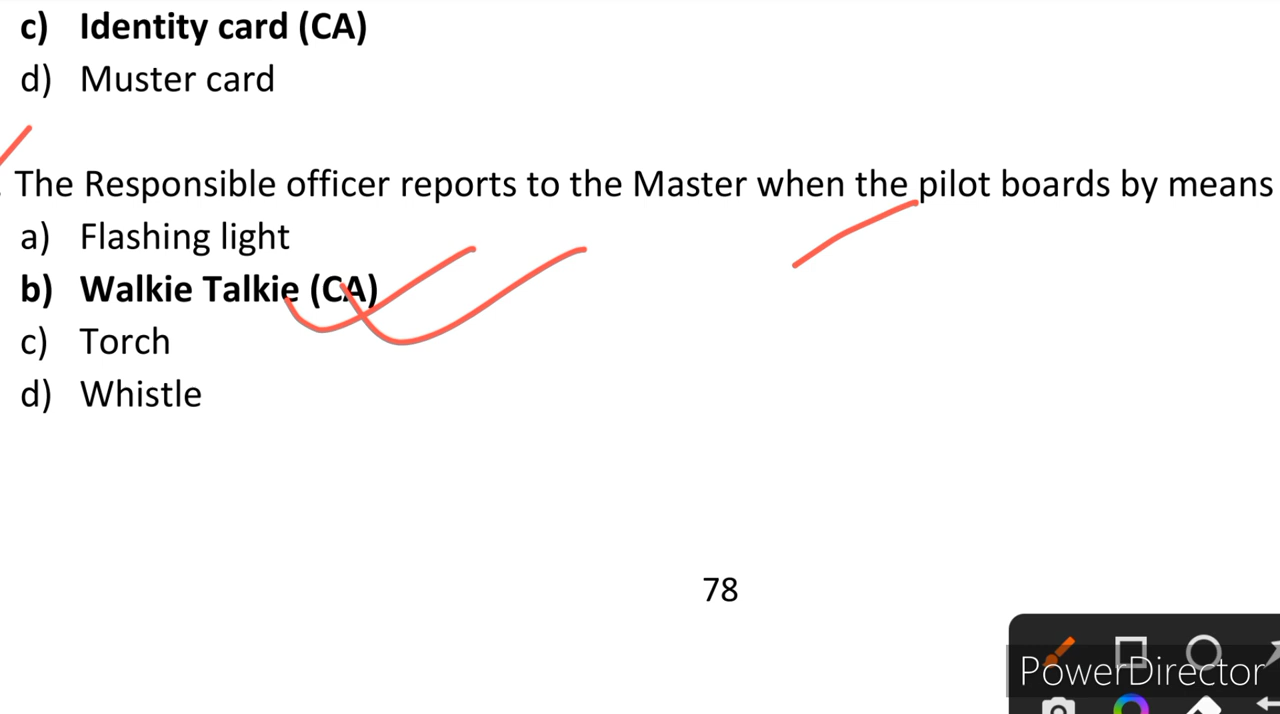 c) Identity card (CA)
d) Muster card
The Responsible officer reports to the Master when the pilot boards by means
a) Flashing light
b) Walkie Talkie (CA)
c) Torch
d) Whistle
78
PowerDirector